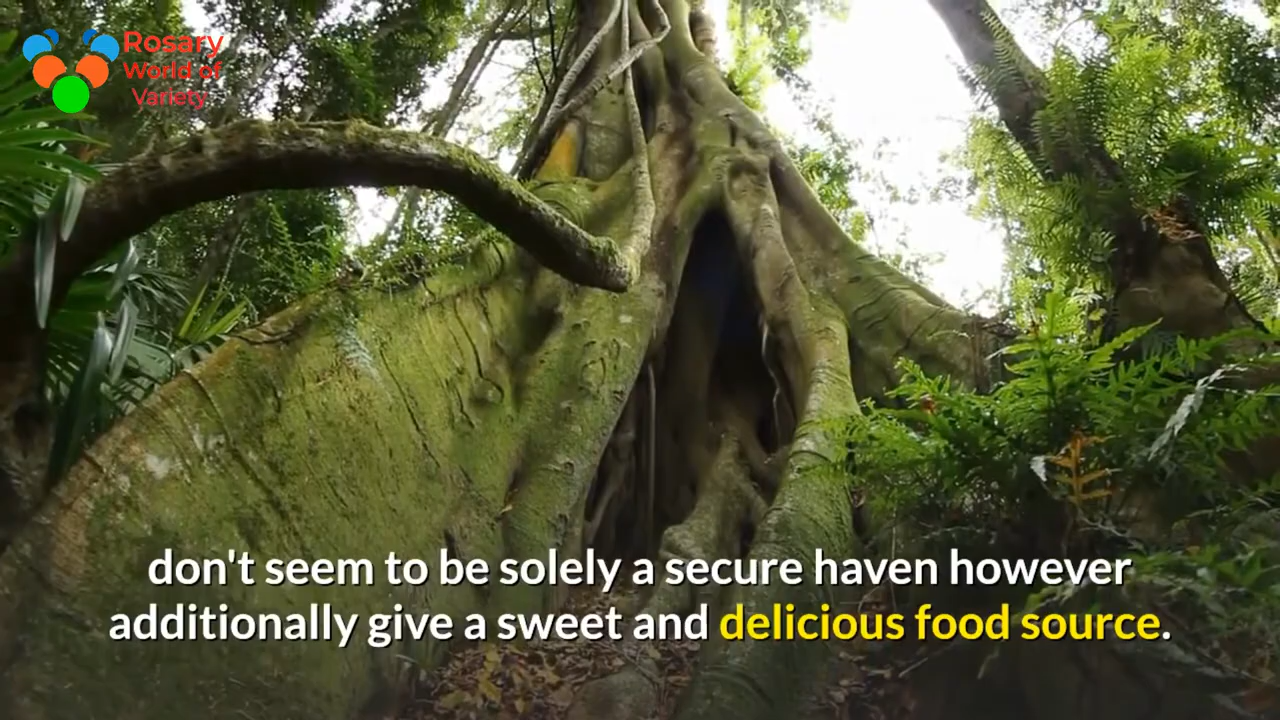 Rosary
World of
Variety
don't seem to be solely a secure haven however
additionally give a sweet and delicious food source.